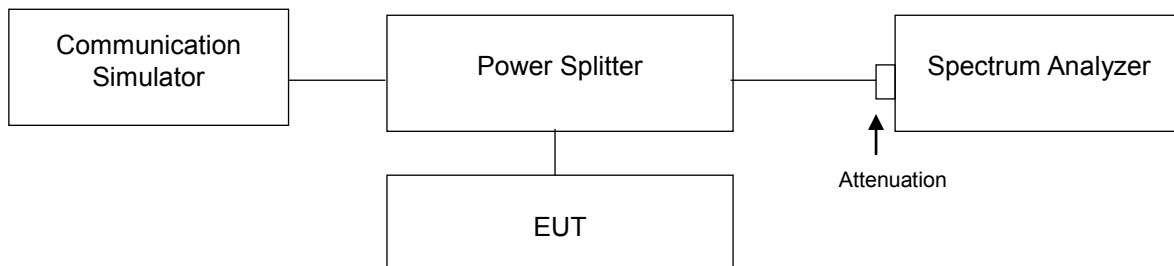 Communication
Simulator
Power Splitter
Spectrum Analyzer
Attenuation
EUT